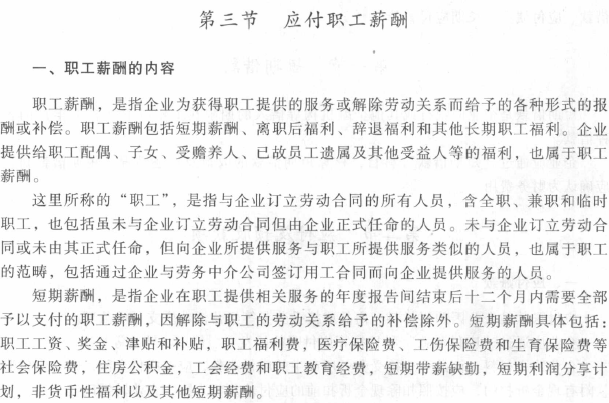 第三节　应付职工薪酬
一、职工薪酬的内容
职工薪酬，是指企业为获得职工提供的服务或解除劳动关系而给予的各种形式的报
酬或补偿。职工薪酬包括短期薪酬、离职后福利、辞退福利和其他长期职工福利。企业
提供给职工配偶、子女、受赡养人、已故员工遗属及其他受益人等的福利，也属于职工
薪酬。
这里所称的“职工”，是指与企业订立劳动合同的所有人员，含全职、兼职和临时
职工，也包括虽未与企业订立劳动合同但由企业正式任命的人员。未与企业订立劳动合
同或未由其正式任命，但向企业所提供服务与职工所提供服务类似的人员，也属于职工
的范畴，包括通过企业与劳务中介公司签订用工合同而向企业提供服务的人员。
短期薪酬，是指企业在职工提供相关服务的年度报告间结束后十二个月内需要全部
予以支付的职工薪酬，因解除与职工的劳动关系给予的补偿除外。短期薪酬具体包括：
职工工资、奖金、津贴和补贴，职工福利费，医疗保险费、工伤保险费和生育保险费等
社会保险费，住房公积金，工会经费和职工教育经费，短期带薪缺勤，短期利润分享计
划，非货币性福利以及其他短期薪酬。